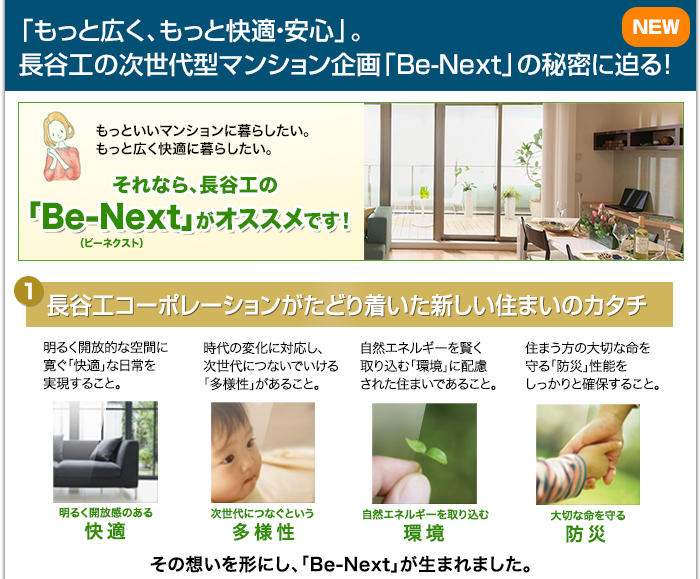 「もっと広く、もっと快適・安心」。
NEW
長谷工の次世代型マンション企画「Be-Next」の秘密に迫る!
もっといいマンションに暮らしたい。
もっと広く快適に暮らしたい。
それなら、長谷工の
「Be-Next」がオススメです!
(ビーネクスト)
1 長谷工コーポレーションがたどり着いた新しい住まいのカタチ
明るく開放的な空間に
寛ぐ「快適」な日常を
実現すること。
時代の変化に対応し、
次世代につないでいける
「多様性」があること。
自然エネルギーを賢く
取り込む「環境」に配慮
された住まいであること。
住まう方の大切な命を
守る「防災」性能を
しっかりと確保すること。
明るく開放感のある
快適
次世代につなぐという
多様性
自然エネルギーを取り込む
環境
大切な命を守る
防災
その想いを形にし、「Be-Next」が生まれました。